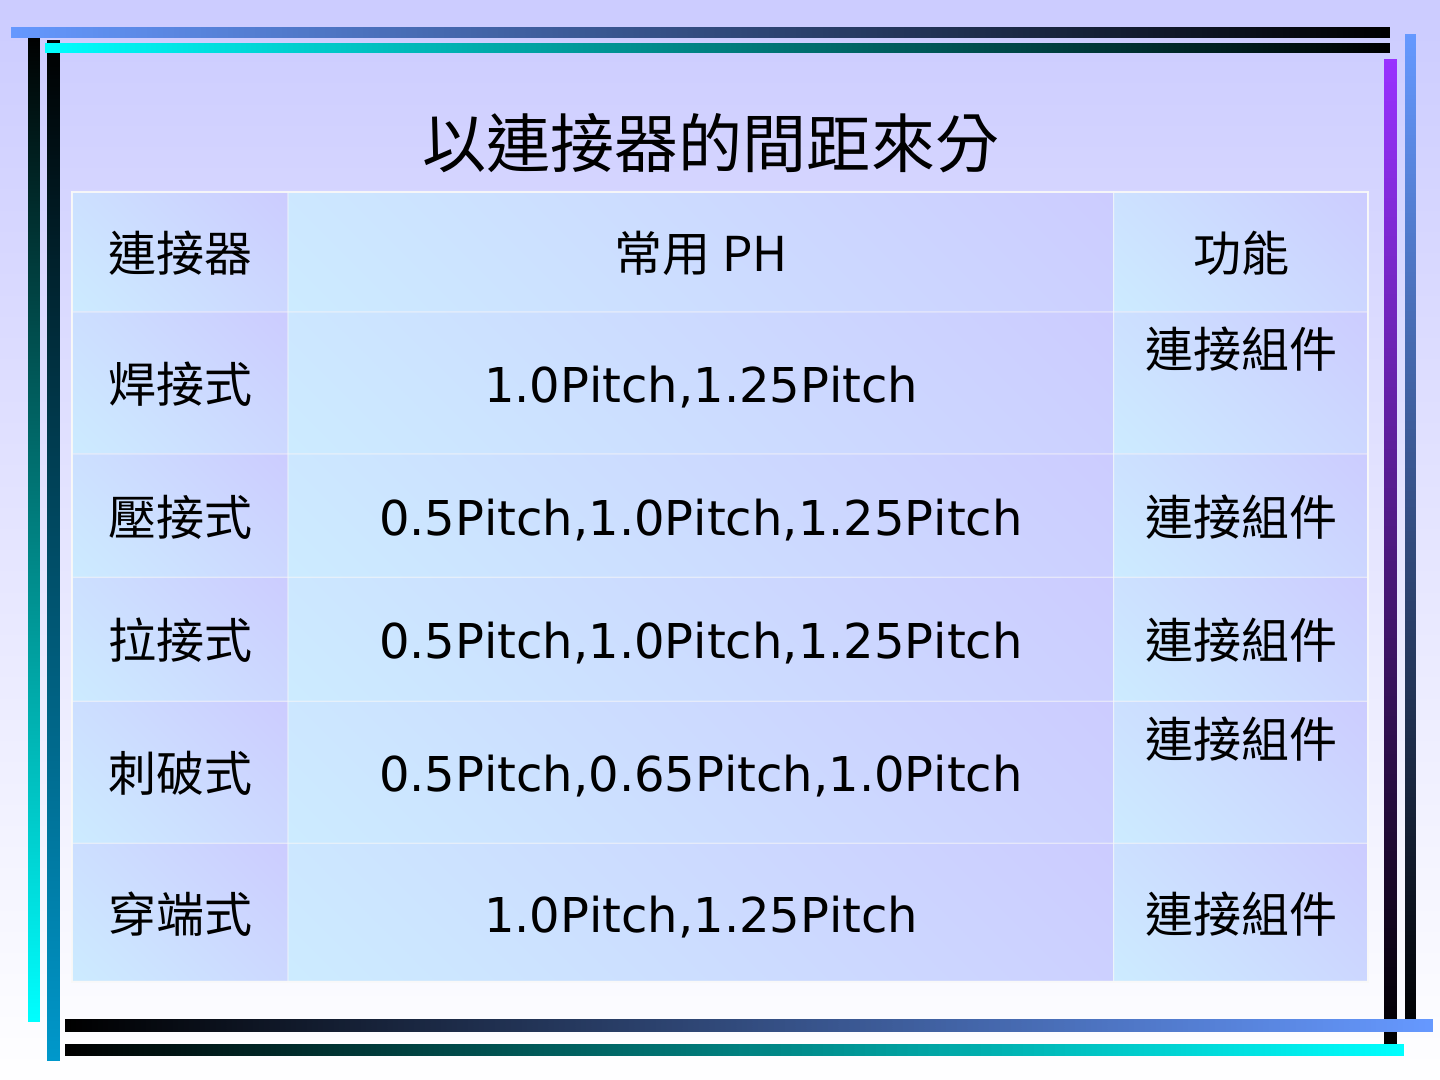 以連接器的間距來分
連接器 常用 PH 功能
焊接式 1.0Pitch,1.25Pitch 連接組件
壓接式 0.5Pitch,1.0Pitch,1.25Pitch 連接組件
拉接式 0.5Pitch,1.0Pitch,1.25Pitch 連接組件
刺破式 0.5Pitch,0.65Pitch,1.0Pitch 連接組件
穿端式 1.0Pitch,1.25Pitch 連接組件